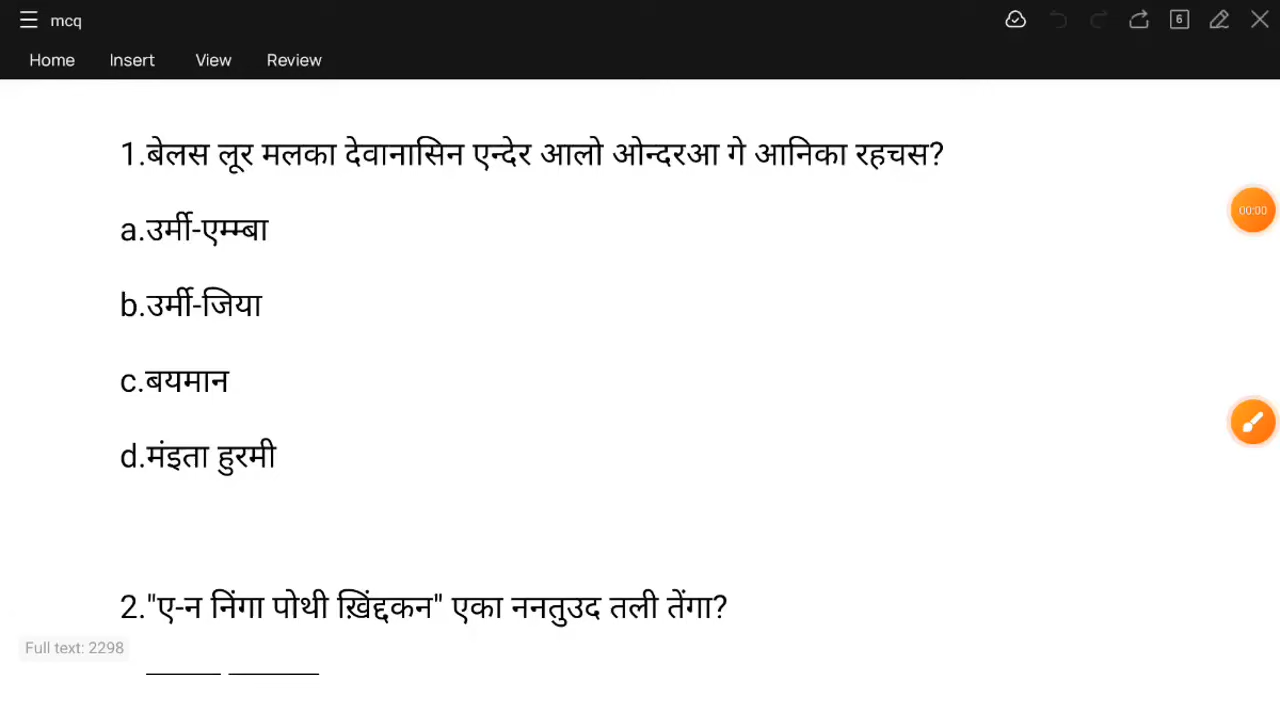 mcq
6
Home Insert View Review
1.बेलस लूर मलका देवानासिन एन्देर आलो ओन्दरआ गे आनिका रहचस?
00:00
a.उर्मी-एम्म्बा
b.उर्मी-जिया
c.बयमान
d.मंइता हुरमी
2."ए-न निंगा पोथी ख़िंद्दकन" एका ननतुउद तली तेंगा?
Full text: 2298